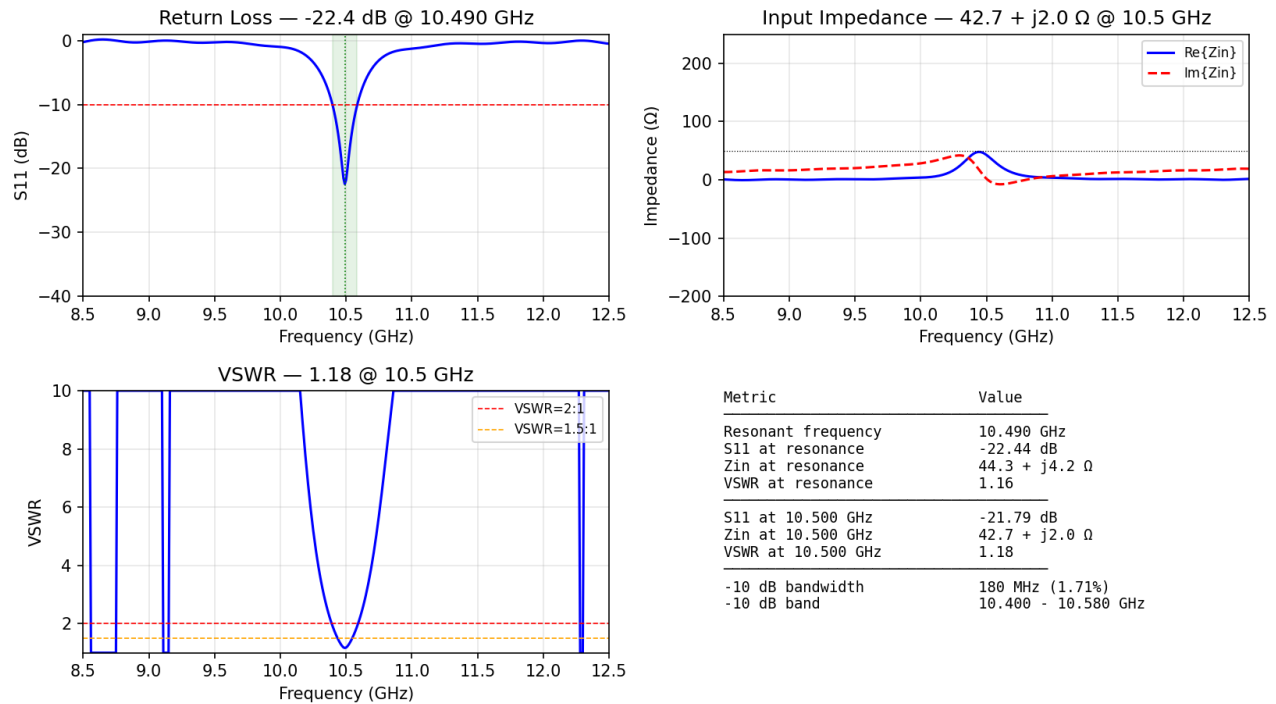 Return Loss — -22.4 dB @ 10.490 GHz
S11 (dB)
0
−10
−20
−30
−40
8.5 9.0 9.5 10.0 10.5 11.0 11.5 12.0 12.5
Frequency (GHz)
Input Impedance — 42.7 + j2.0 Ω @ 10.5 GHz
Impedance (Ω)
200
100
0
−100
−200
Re{Zin}
Im{Zin}
8.5 9.0 9.5 10.0 10.5 11.0 11.5 12.0 12.5
Frequency (GHz)
VSWR — 1.18 @ 10.5 GHz
VSWR
10
8
6
4
2
VSWR=2:1
VSWR=1.5:1
8.5 9.0 9.5 10.0 10.5 11.0 11.5 12.0 12.5
Frequency (GHz)
Metric Value
Resonant frequency 10.490 GHz
S11 at resonance -22.44 dB
Zin at resonance 44.3 + j4.2 Ω
VSWR at resonance 1.16
S11 at 10.500 GHz -21.79 dB
Zin at 10.500 GHz 42.7 + j2.0 Ω
VSWR at 10.500 GHz 1.18
-10 dB bandwidth 180 MHz (1.71%)
-10 dB band 10.400 - 10.580 GHz